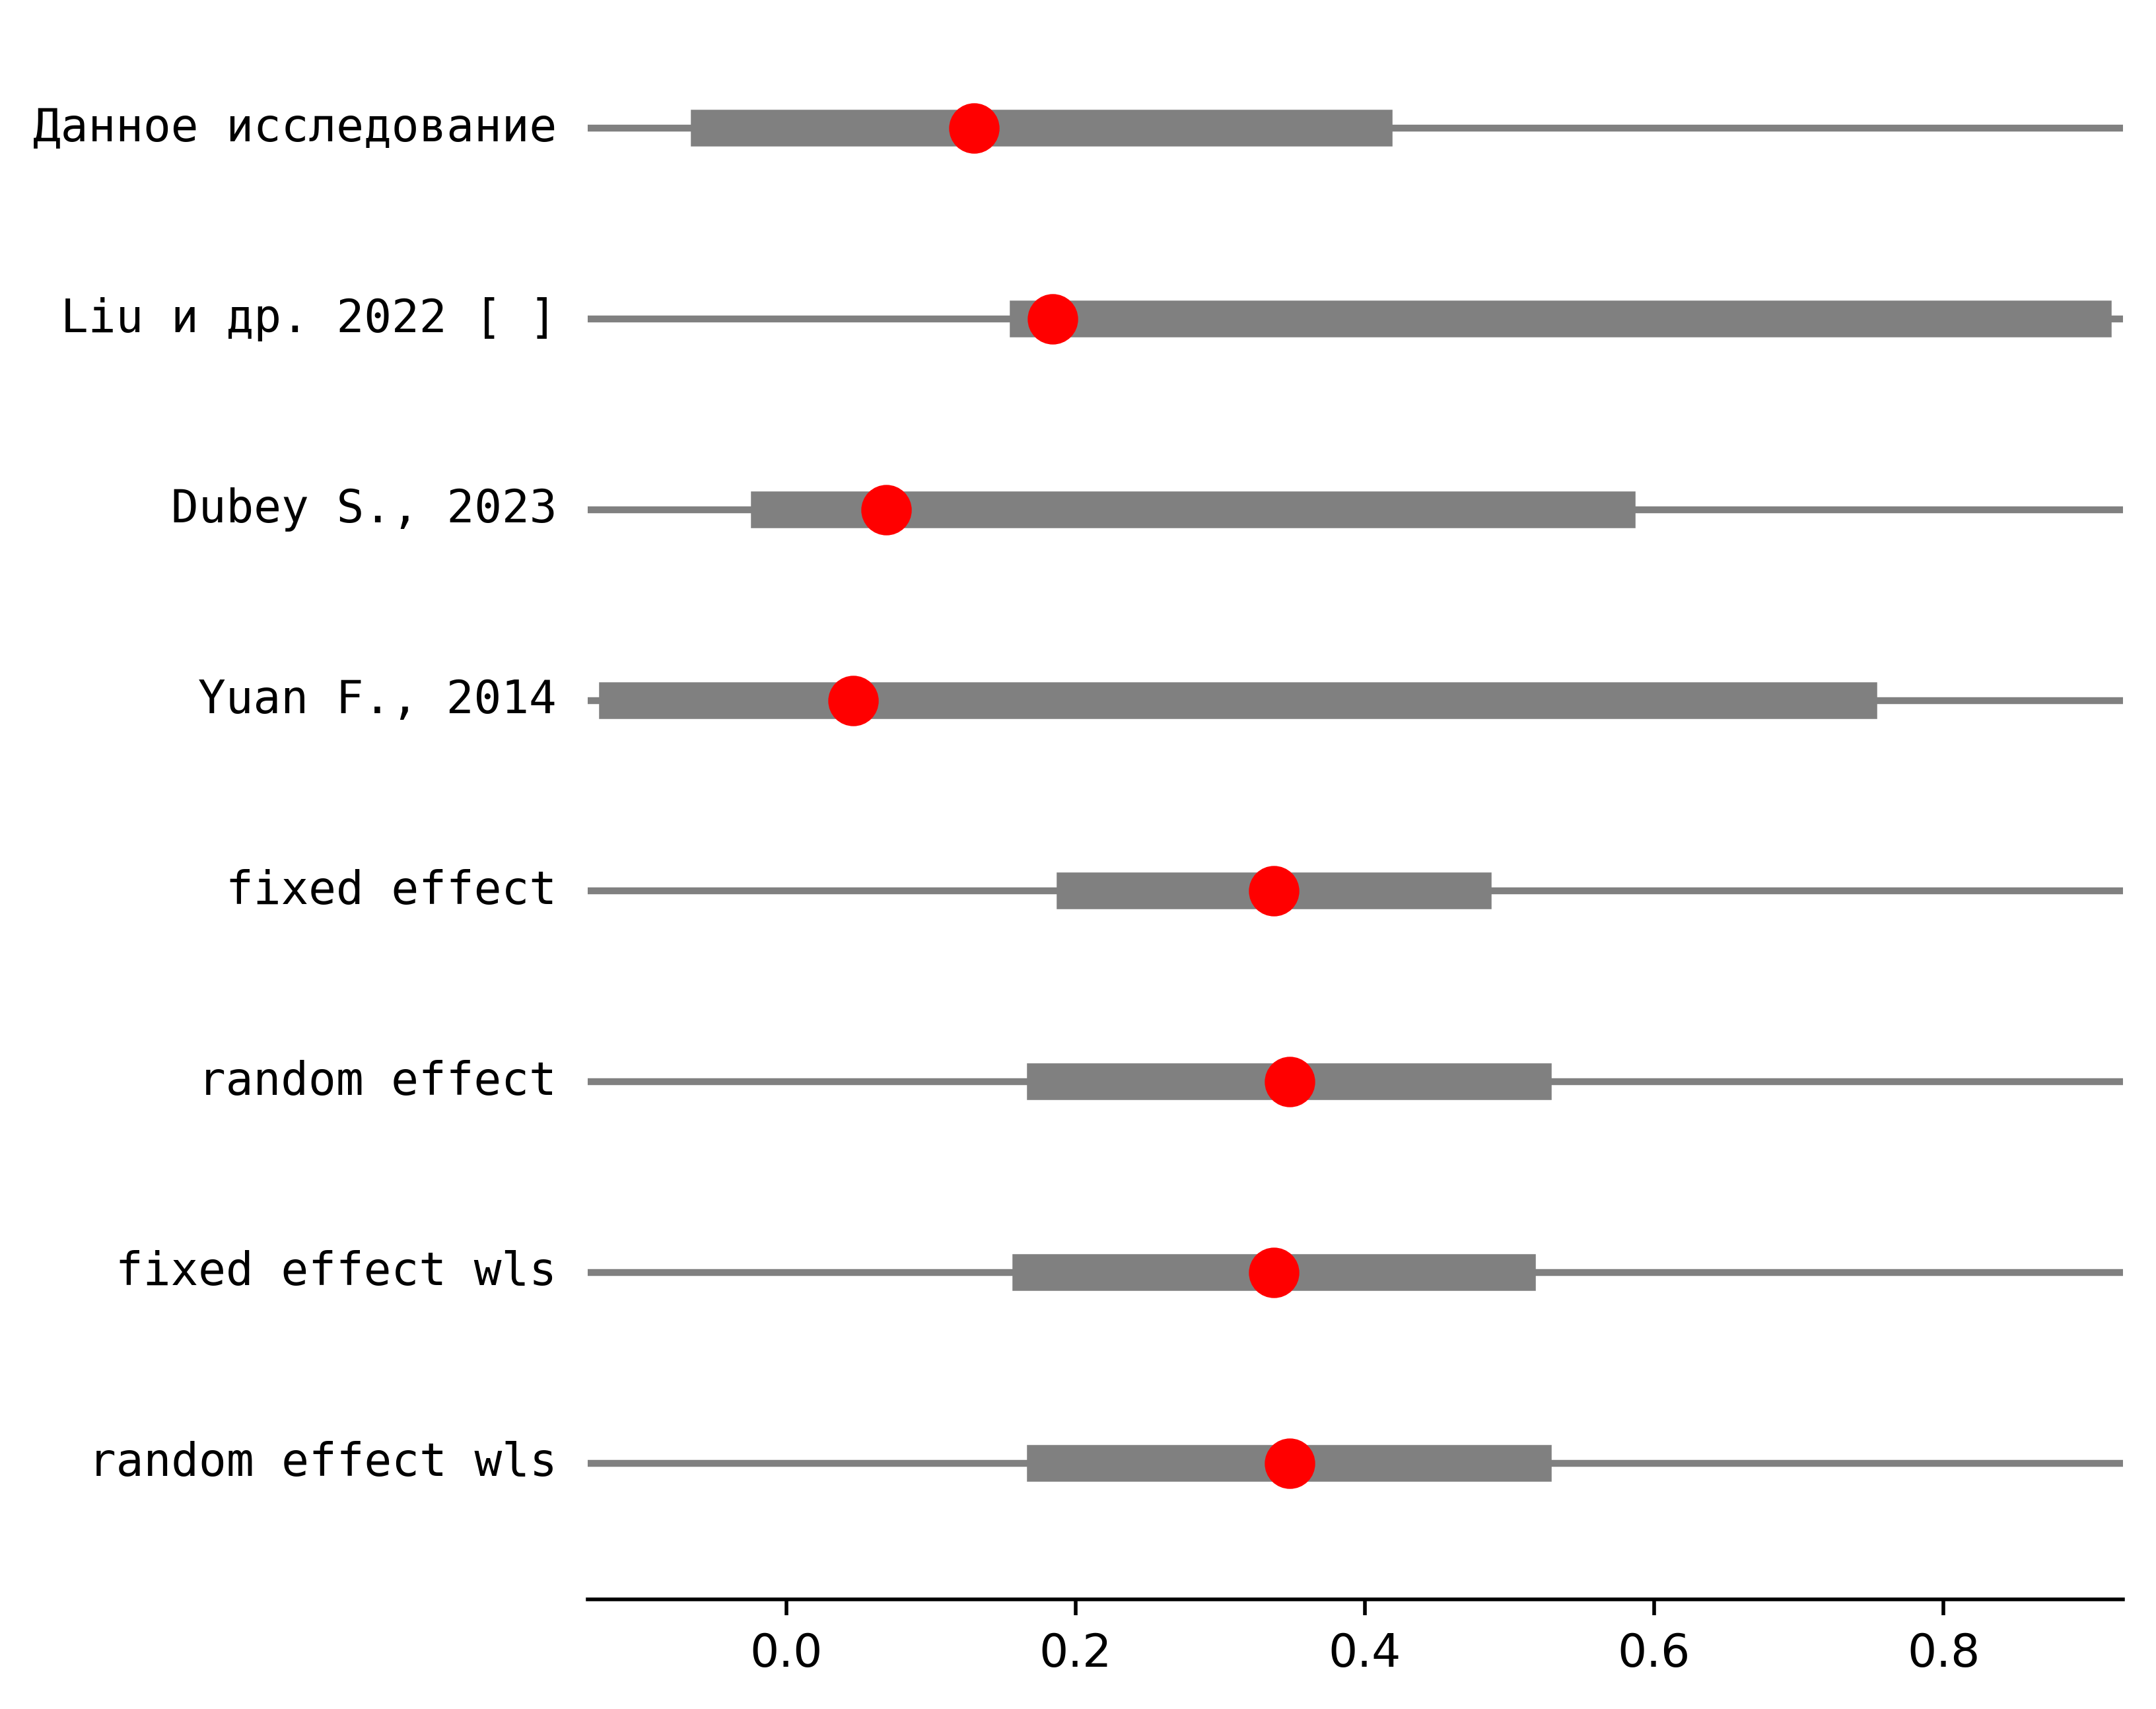 Данное исследование
Liu и др. 2022 [ ]
Dubey S., 2023
Yuan F., 2014
fixed effect
random effect
fixed effect wls
random effect wls
0.0 0.2 0.4 0.6 0.8